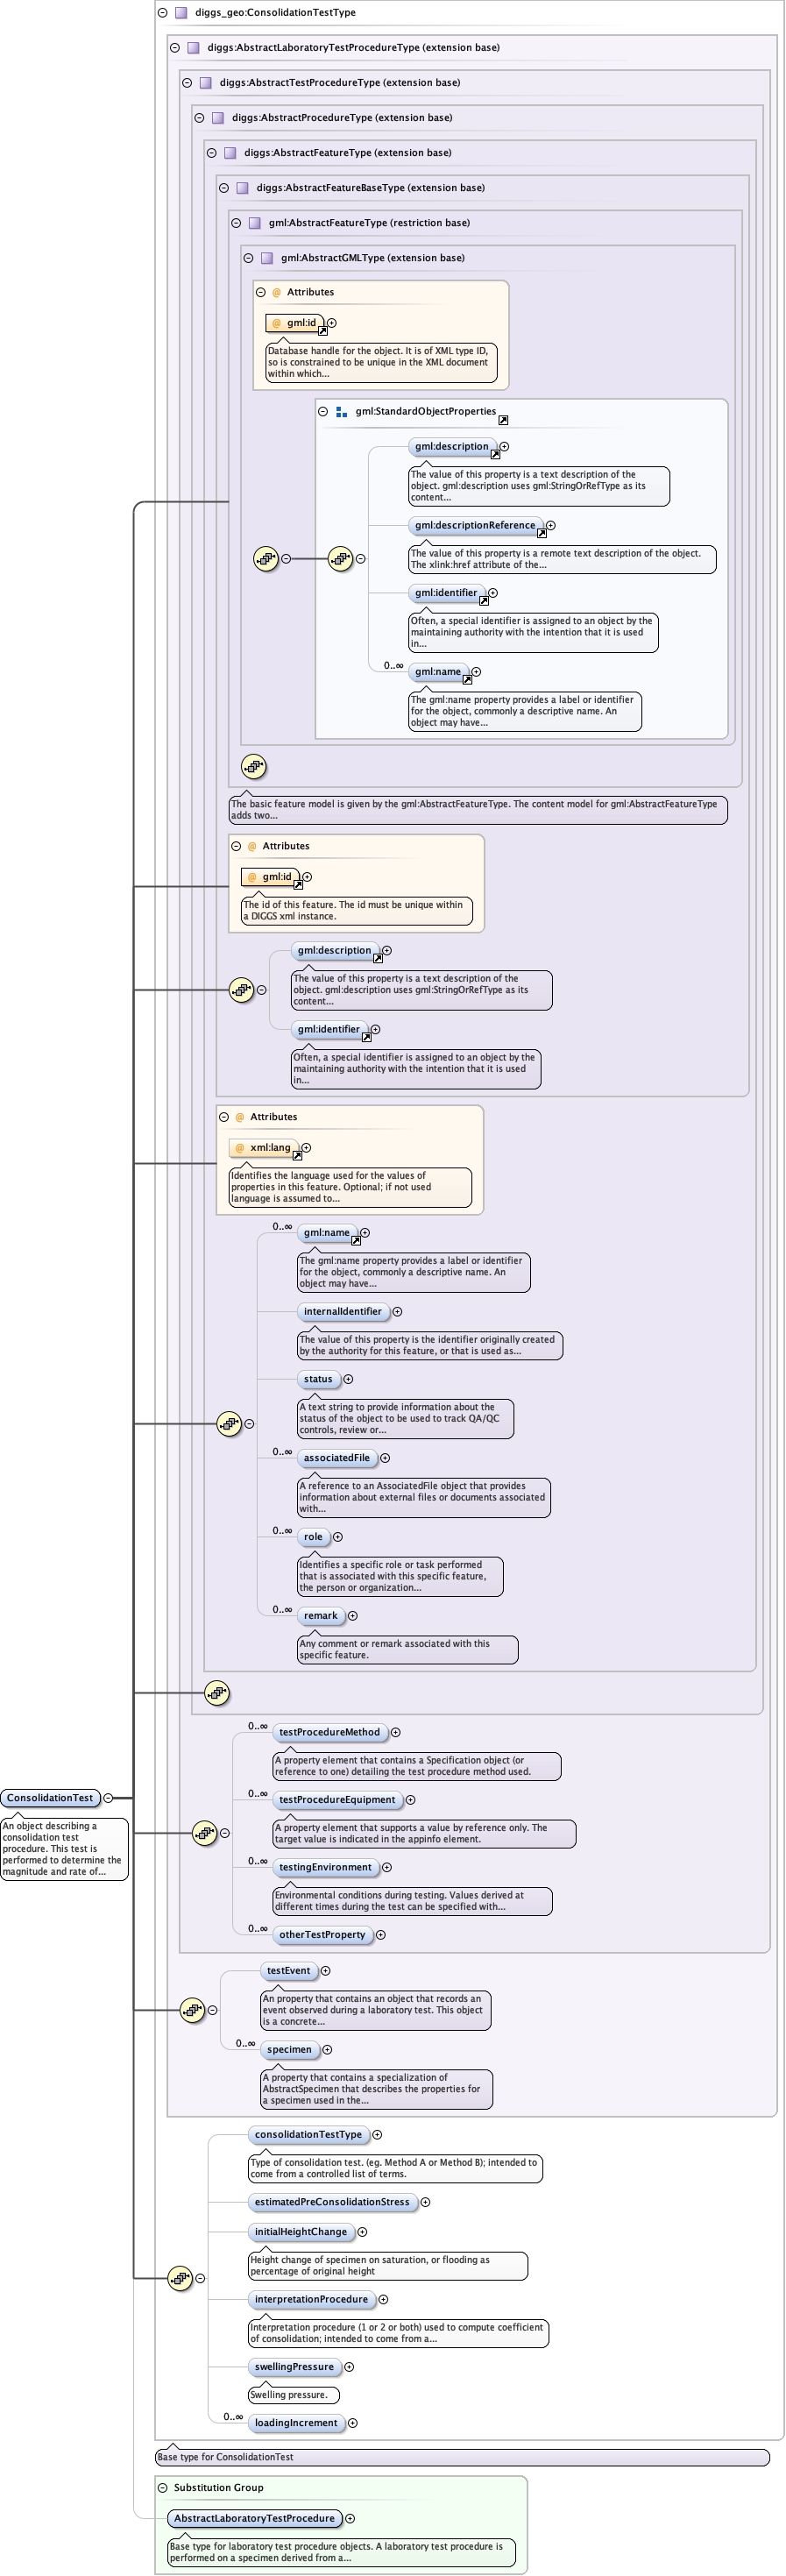 diggs_geo:ConsolidationTestType
diggs:AbstractLaboratoryTestProcedureType (extension base)
diggs:AbstractTestProcedureType (extension base)
diggs:AbstractProcedureType (extension base)
diggs:AbstractFeatureType (extension base)
diggs:AbstractFeatureBaseType (extension base)
gml:AbstractFeatureType (restriction base)
gml:AbstractGMLType (extension base)
@ Attributes
@ gml:id
Database handle for the object. It is of XML type ID,
so is constrained to be unique in the XML document
within which...
gml:StandardObjectProperties
gml:description
The value of this property is a text description of the
object. gml:description uses gml:StringOrRefType as its
content...
gml:descriptionReference
The value of this property is a remote text description of the object.
The xlink:href attribute of the...
gml:identifier
Often, a special identifier is assigned to an object by the
maintaining authority with the intention that it is used
in...
0..∞
gml:name
The gml:name property provides a label or identifier
for the object, commonly a descriptive name. An
object may have...
The basic feature model is given by the gml:AbstractFeatureType. The content model for gml:AbstractFeatureType
adds two...
@ Attributes
@ gml:id
The id of this feature. The id must be unique within
a DIGGS xml instance.
gml:description
The value of this property is a text description of the
object. gml:description uses gml:StringOrRefType as its
content...
gml:identifier
Often, a special identifier is assigned to an object by the
maintaining authority with the intention that it is used
in...
@ Attributes
@ xml:lang
Identifies the language used for the values of
properties in this feature. Optional; if not used
language is assumed to...
0..∞
gml:name
The gml:name property provides a label or identifier
for the object, commonly a descriptive name. An
object may have...
internalIdentifier
The value of this property is the identifier originally created
by the authority for this feature, or that is used as...
status
A text string to provide information about the
status of the object to be used to track QA/QC
controls, review or...
0..∞
associatedFile
A reference to an AssociatedFile object that provides
information about external files or documents associated
with...
0..∞
role
Identifies a specific role or task performed
that is associated with this specific feature,
the person or organization...
0..∞
remark
Any comment or remark associated with this
specific feature.
0..∞
testProcedureMethod
A property element that contains a Specification object (or
reference to one) detailing the test procedure method used.
0..∞
testProcedureEquipment
A property element that supports a value by reference only. The
target value is indicated in the appinfo element.
0..∞
testingEnvironment
Environmental conditions during testing. Values derived at
different times during the test can be specified with...
0..∞
otherTestProperty
ConsolidationTest
An object describing a
consolidation test
procedure. This test is
performed to determine the
magnitude and rate of...
testEvent
An property that contains an object that records an
event observed during a laboratory test. This object
is a concrete...
0..∞
specimen
A property that contains a specialization of
AbstractSpecimen that describes the properties for
a specimen used in the...
consolidationTestType
Type of consolidation test. (eg. Method A or Method B); intended to
come from a controlled list of terms.
estimatedPreConsolidationStress
initialHeightChange
Height change of specimen on saturation, or flooding as
percentage of original height
interpretationProcedure
Interpretation procedure (1 or 2 or both) used to compute coefficient
of consolidation; intended to come from a...
swellingPressure
Swelling pressure.
0..∞
loadingIncrement
Base type for ConsolidationTest
Substitution Group
AbstractLaboratoryTestProcedure
Base type for laboratory test procedure objects. A laboratory test procedure is
performed on a specimen derived from a...